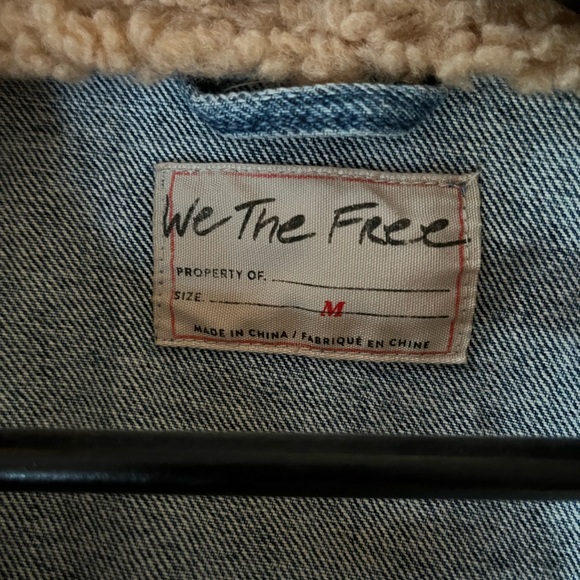 We The Free
PROPERTY OF.
SIZE. M
MADE IN CHINA / FABRIQUÉ EN CHINE